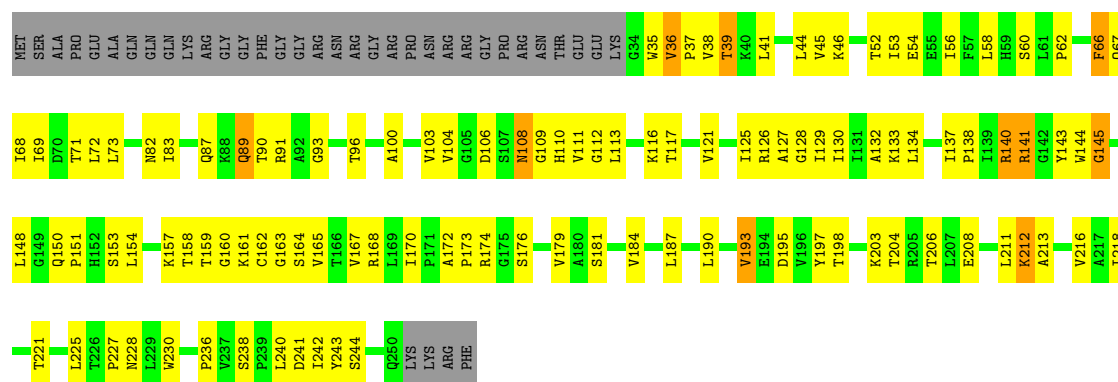 MET SER ALA PRO GLU ALA GLN GLN GLN LYS ARG GLY GLY PHE GLY GLY ARG ASN ARG GLY ARG PRO ASN ARG ARG GLY PRO ARG ASN THR GLU GLU LYS G34 W35 V36 P37 V38 T39 K40 L41 L44 V45 K46 T52 I53 E54 E55 I56 F57 L58 H59 S60 L61 P62 F66
I68 I69 D70 T71 L72 L73 N82 I83 Q87 K88 Q89 T90 R91 A92 G93 T96 A100 V103 V104 G105 D106 S107 N108 G109 H110 V111 G112 L113 K116 T117 V121 I125 R126 A127 G128 I129 I130 I131 A132 K133 L134 I137 P138 I139 R140 R141 G142 Y143 W144 G145
L148 G149 Q150 P151 H152 S153 L154 K157 T158 T159 G160 K161 C162 G163 S164 V165 T166 V167 R168 L169 I170 P171 A172 P173 R174 G175 S176 V179 A180 S181 V184 L187 L190 V193 E194 D195 V196 Y197 T198 K203 T204 R205 T206 L207 E208 L211 K212 A213 V216 A217
T221 L225 T226 P227 N228 L229 W230 P236 V237 S238 P239 L240 D241 I242 Y243 S244 Q250 LYS LYS ARG PHE